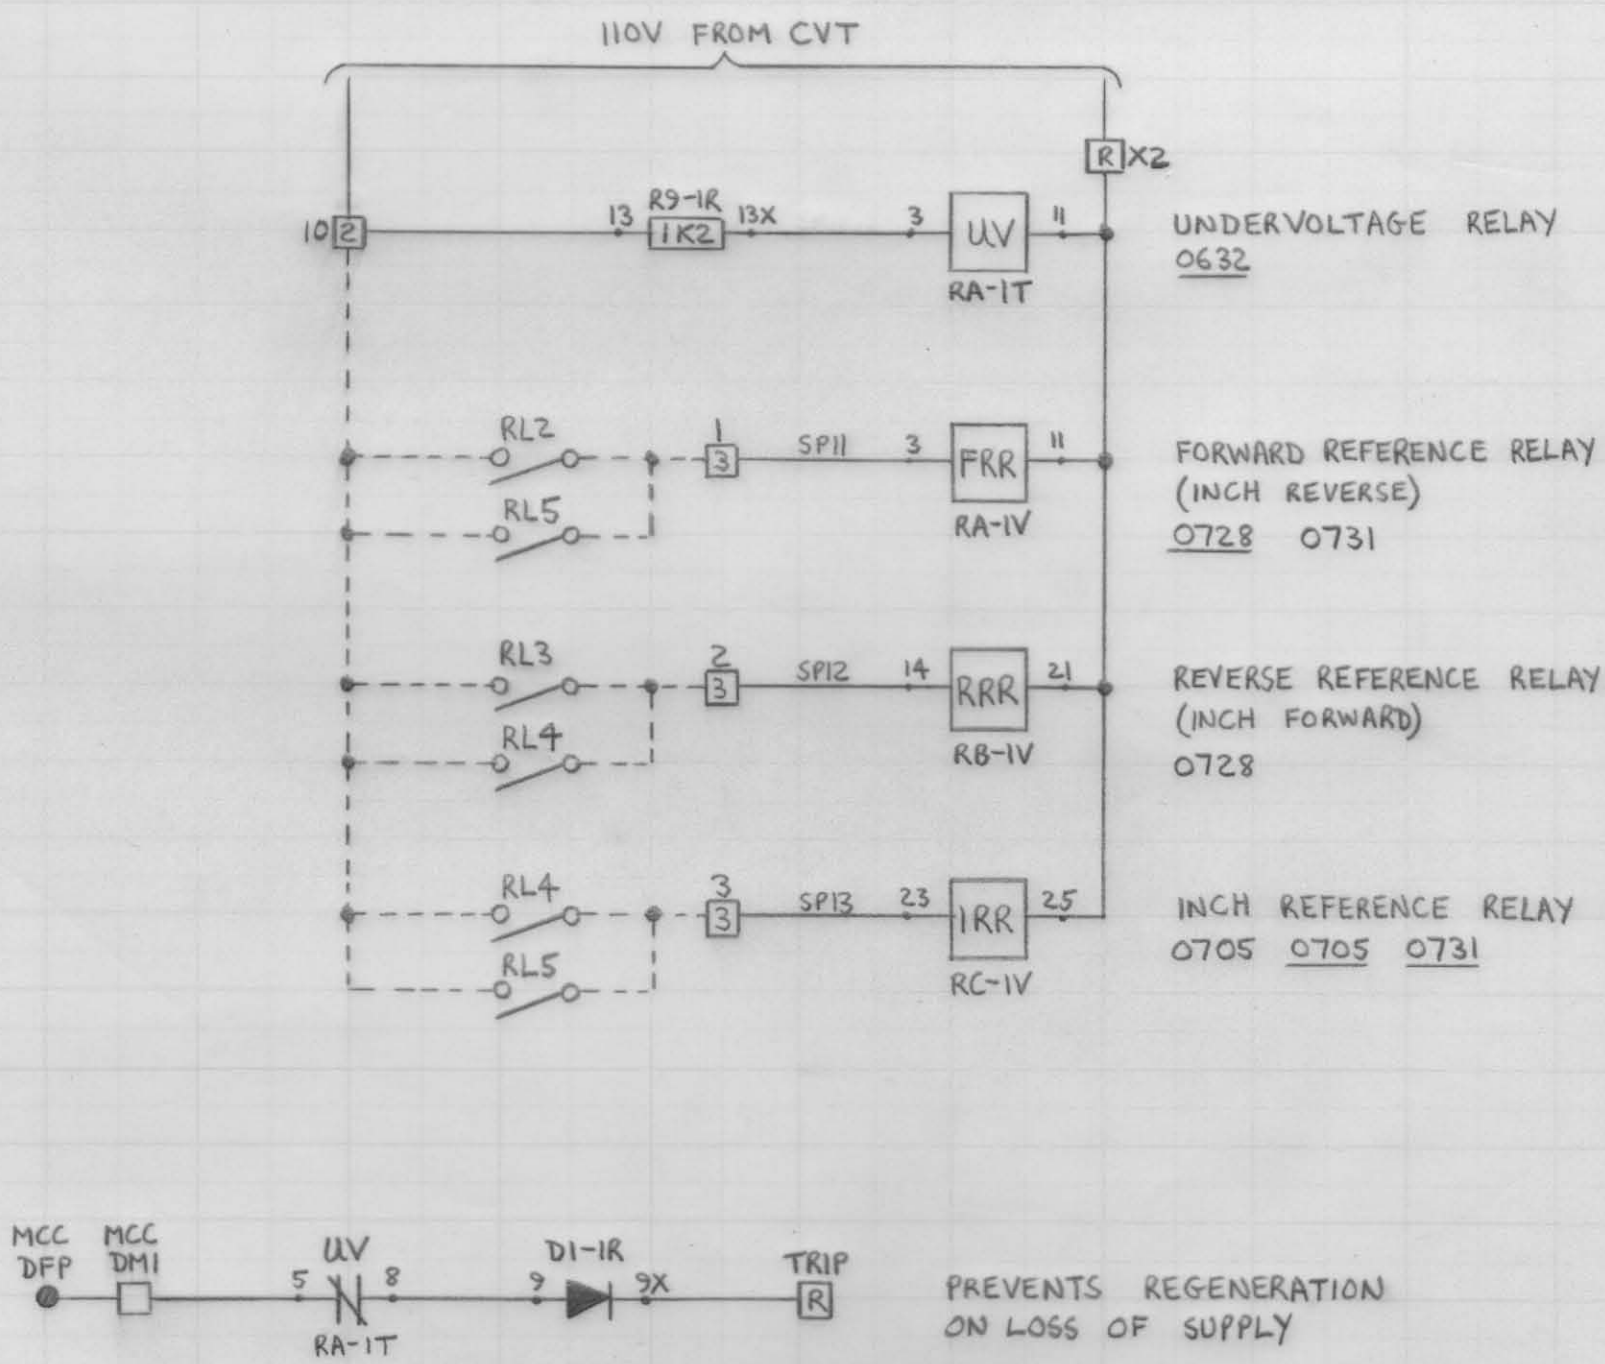 110V FROM CVT
R X2
10 2
13
R9-1R
1K2
13X
3
UV
11
RA-1T
UNDERVOLTAGE RELAY
0632
RL2
RL5
1
3
SP11
3
FRR
11
RA-1V
FORWARD REFERENCE RELAY
(INCH REVERSE)
0728 0731
RL3
RL4
2
3
SP12
14
RRR
21
RB-1V
REVERSE REFERENCE RELAY
(INCH FORWARD)
0728
RL4
RL5
3
3
SP13
23
IRR
25
RC-1V
INCH REFERENCE RELAY
0705 0705 0731
MCC
DFP
MCC
DM1
5
UV
8
RA-1T
9
D1-1R
9X
TRIP
R
PREVENTS REGENERATION
ON LOSS OF SUPPLY